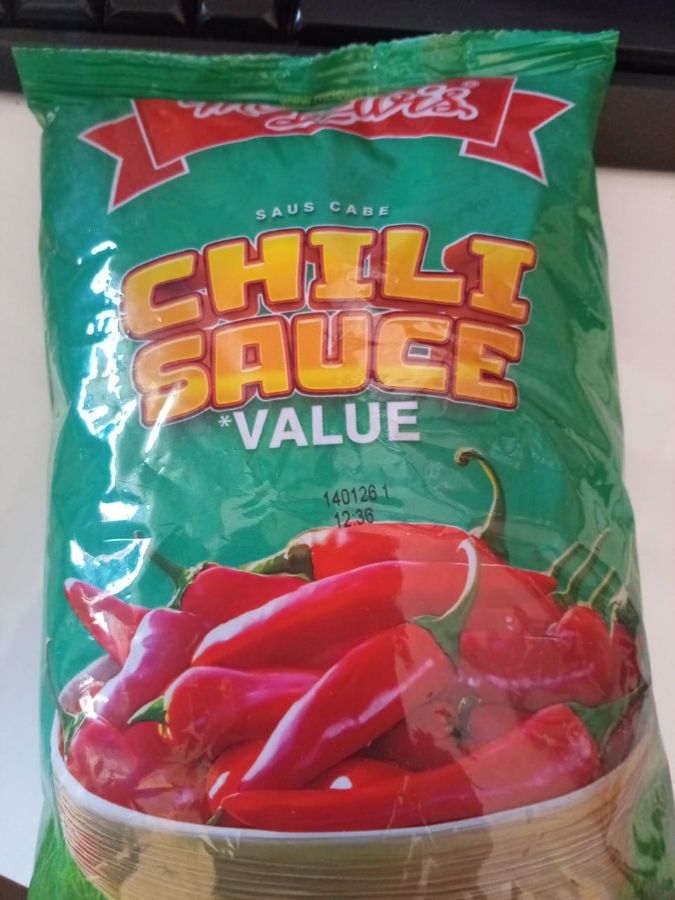 SAUS CABE
CHILI
SAUCE
*VALUE
140126 1
12:36